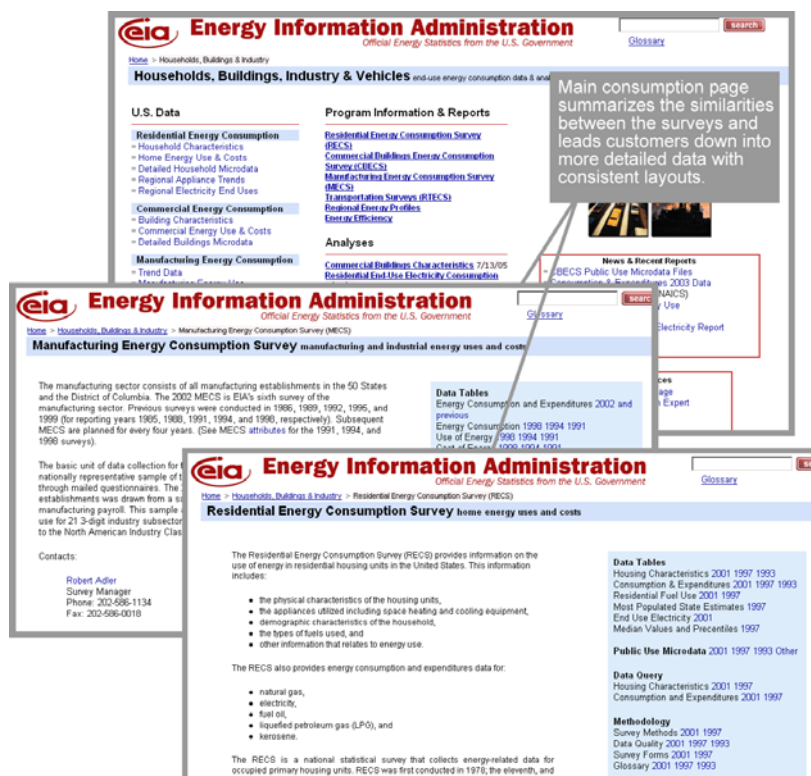 eia Energy Information Administration
Official Energy Statistics from the U.S. Government
search
Glossary
Home > Households, Buildings & Industry
Households, Buildings, Industry & Vehicles end-use energy consumption data & anal
Main consumption page
summarizes the similarities
between the surveys and
leads customers down into
more detailed data with
consistent layouts.
U.S. Data
Residential Energy Consumption
Household Characteristics
Home Energy Use & Costs
Detailed Household Microdata
Regional Appliance Trends
Regional Electricity End Uses
Commercial Energy Consumption
Building Characteristics
Commercial Energy Use & Costs
Detailed Buildings Microdata
Manufacturing Energy Consumption
Trend Data
Manufacturing Energy Use
Program Information & Reports
Residential Energy Consumption Survey
(RECS)
Commercial Buildings Energy Consumption
Survey (CBECS)
Manufacturing Energy Consumption Survey
(MECS)
Transportation Surveys (RTECS)
Regional Energy Profiles
Energy Efficiency
Analyses
Commercial Buildings Characteristics 7/13/05
Residential End-Use Electricity Consumption
News & Recent Reports
CBECS Public Use Microdata Files
Consumption & Expenditures 2003 Data
(NAICS)
y Use
Electricity Report
ces
age
n Expert
eia Energy Information Administration
Official Energy Statistics from the U.S. Government
searc
Glossary
Home > Households, Buildings & Industry > Manufacturing Energy Consumption Survey (MECS)
Manufacturing Energy Consumption Survey manufacturing and industrial energy uses and costs
The manufacturing sector consists of all manufacturing establishments in the 50 States
and the District of Columbia. The 2002 MECS is EIA's sixth survey of the
manufacturing sector. Previous surveys were conducted in 1986, 1989, 1992, 1995, and
1999 (for reporting years 1985, 1988, 1991, 1994, and 1998, respectively). Subsequent
MECS are planned for every four years. (See MECS attributes for the 1991, 1994, and
1998 surveys).
The basic unit of data collection for t
nationally representative sample of t
through mailed questionnaires. The
establishments was drawn from a s
manufacturing payroll. This sample
use for 21 3-digit industry subsector
to the North American Industry Clas
Contacts:
Robert Adler
Survey Manager
Phone: 202-586-1134
Fax: 202-586-0018
Data Tables
Energy Consumption and Expenditures 2002 and
previous
Energy Consumption 1998 1994 1991
Use of Energy 1998 1994 1991
Cost of Energy 1998 1994 1991
eia Energy Information Administration
Official Energy Statistics from the U.S. Government
se
Glossary
Home > Households, Buildings & Industry > Residential Energy Consumption Survey (RECS)
Residential Energy Consumption Survey home energy uses and costs
The Residential Energy Consumption Survey (RECS) provides information on the
use of energy in residential housing units in the United States. This information
includes:
the physical characteristics of the housing units,
the appliances utilized including space heating and cooling equipment,
demographic characteristics of the household,
the types of fuels used, and
other information that relates to energy use.
The RECS also provides energy consumption and expenditures data for:
natural gas,
electricity,
fuel oil,
liquefied petroleum gas (LPG), and
kerosene.
The RECS is a national statistical survey that collects energy-related data for
occupied primary housing units. RECS was first conducted in 1978; the eleventh, and
Data Tables
Housing Characteristics 2001 1997 1993
Consumption & Expenditures 2001 1997 1993
Residential Fuel Use 2001 1997
Most Populated State Estimates 1997
End Use Electricity 2001
Median Values and Precentiles 1997
Public Use Microdata 2001 1997 1993 Other
Data Query
Housing Characteristics 2001 1997
Consumption and Expenditures 2001 1997
Methodology
Survey Methods 2001 1997
Data Quality 2001 1997 1993
Survey Forms 2001 1997
Glossary 2001 1997 1993